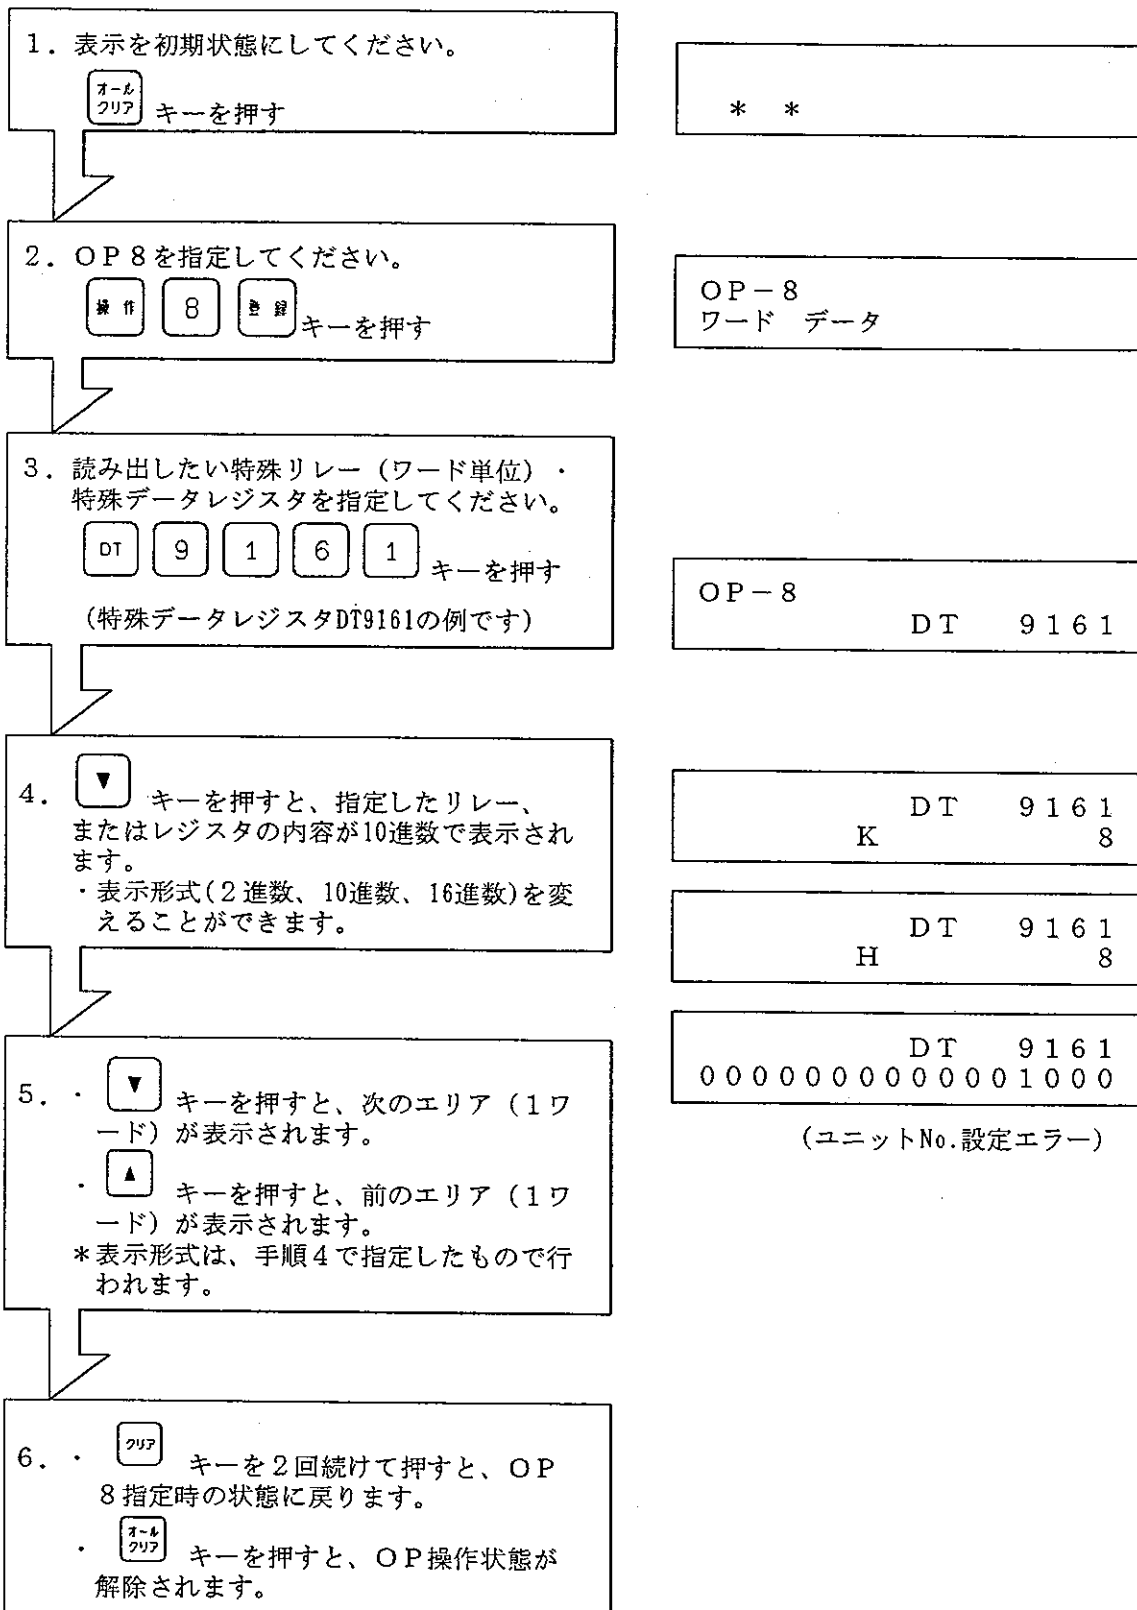 1．表示を初期状態にしてください。
オール
クリア キーを押す
＊ ＊
2．OP8を指定してください。
操作 8 登録 キーを押す
OP－8
ワード データ
3．読み出したい特殊リレー（ワード単位）・
特殊データレジスタを指定してください。
DT 9 1 6 1 キーを押す
（特殊データレジスタDT9161の例です）
OP－8
DT 9161
4．▼ キーを押すと、指定したリレー、
またはレジスタの内容が10進数で表示され
ます。
・表示形式(2進数、10進数、16進数)を変
えることができます。
DT 9161
K 8
DT 9161
H 8
DT 9161
0000000000001000
（ユニットNo.設定エラー）
5．・ ▼ キーを押すと、次のエリア（1ワ
ード）が表示されます。
・ ▲ キーを押すと、前のエリア（1ワ
ード）が表示されます。
＊表示形式は、手順4で指定したもので行
われます。
6．・ クリア キーを2回続けて押すと、OP
8指定時の状態に戻ります。
・ オール
クリア キーを押すと、OP操作状態が
解除されます。